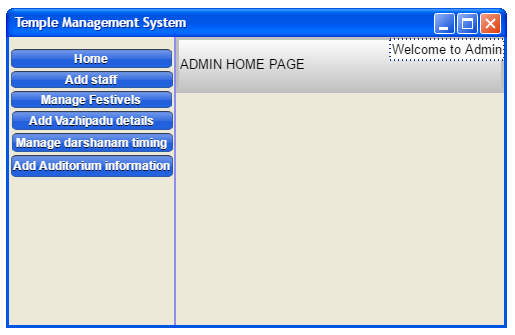 Temple Management System
Welcome to Admin
ADMIN HOME PAGE
Home
Add staff
Manage Festivels
Add Vazhipadu details
Manage darshanam timing
Add Auditorium information